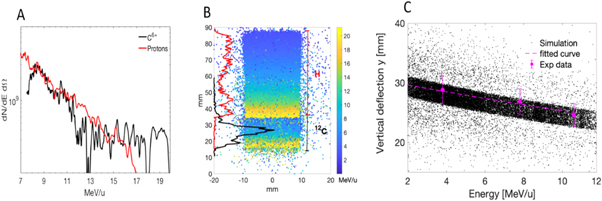 A
C⁶⁺
Protons
dN/dE dΩ
10⁹
7 9 11 13 15 17 19
MeV/u
B
90
80
70
60
50
40
30
20
10
0
mm
H
¹²C
-20 -10 0 10 20
mm
20
18
16
14
12
10
8
6
4
2
0
MeV/u
C
Vertical deflection y [mm]
40
30
20
Simulation
fitted curve
Exp data
2 4 6 8 10 12
Energy [MeV/u]